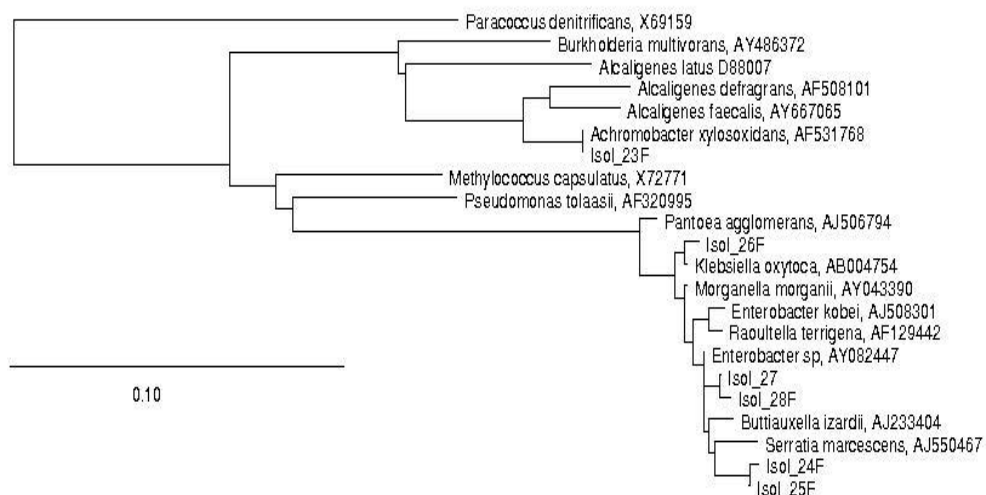 Paracoccus denitrificans, X69159
Burkholderia multivorans, AY486372
Alcaligenes latus D88007
Alcaligenes defragrans, AF508101
Alcaligenes faecalis, AY667065
Achromobacter xylosoxidans, AF531768
Isol_23F
Methylococcus capsulatus, X72771
Pseudomonas tolaasii, AF320995
Pantoea agglomerans, AJ506794
Isol_26F
Klebsiella oxytoca, AB004754
Morganella morganii, AY043390
Enterobacter kobei, AJ508301
Raoultella terrigena, AF129442
Enterobacter sp, AY082447
Isol_27
Isol_28F
Buttiauxella izardii, AJ233404
Serratia marcescens, AJ550467
Isol_24F
Isol_25F
0.10